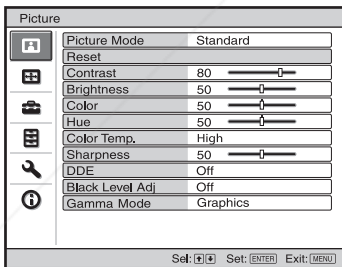 Picture
Picture Mode Standard
Reset
Contrast 80
Brightness 50
Color 50
Hue 50
Color Temp. High
Sharpness 50
DDE Off
Black Level Adj Off
Gamma Mode Graphics
Sel: Set: ENTER Exit: MENU